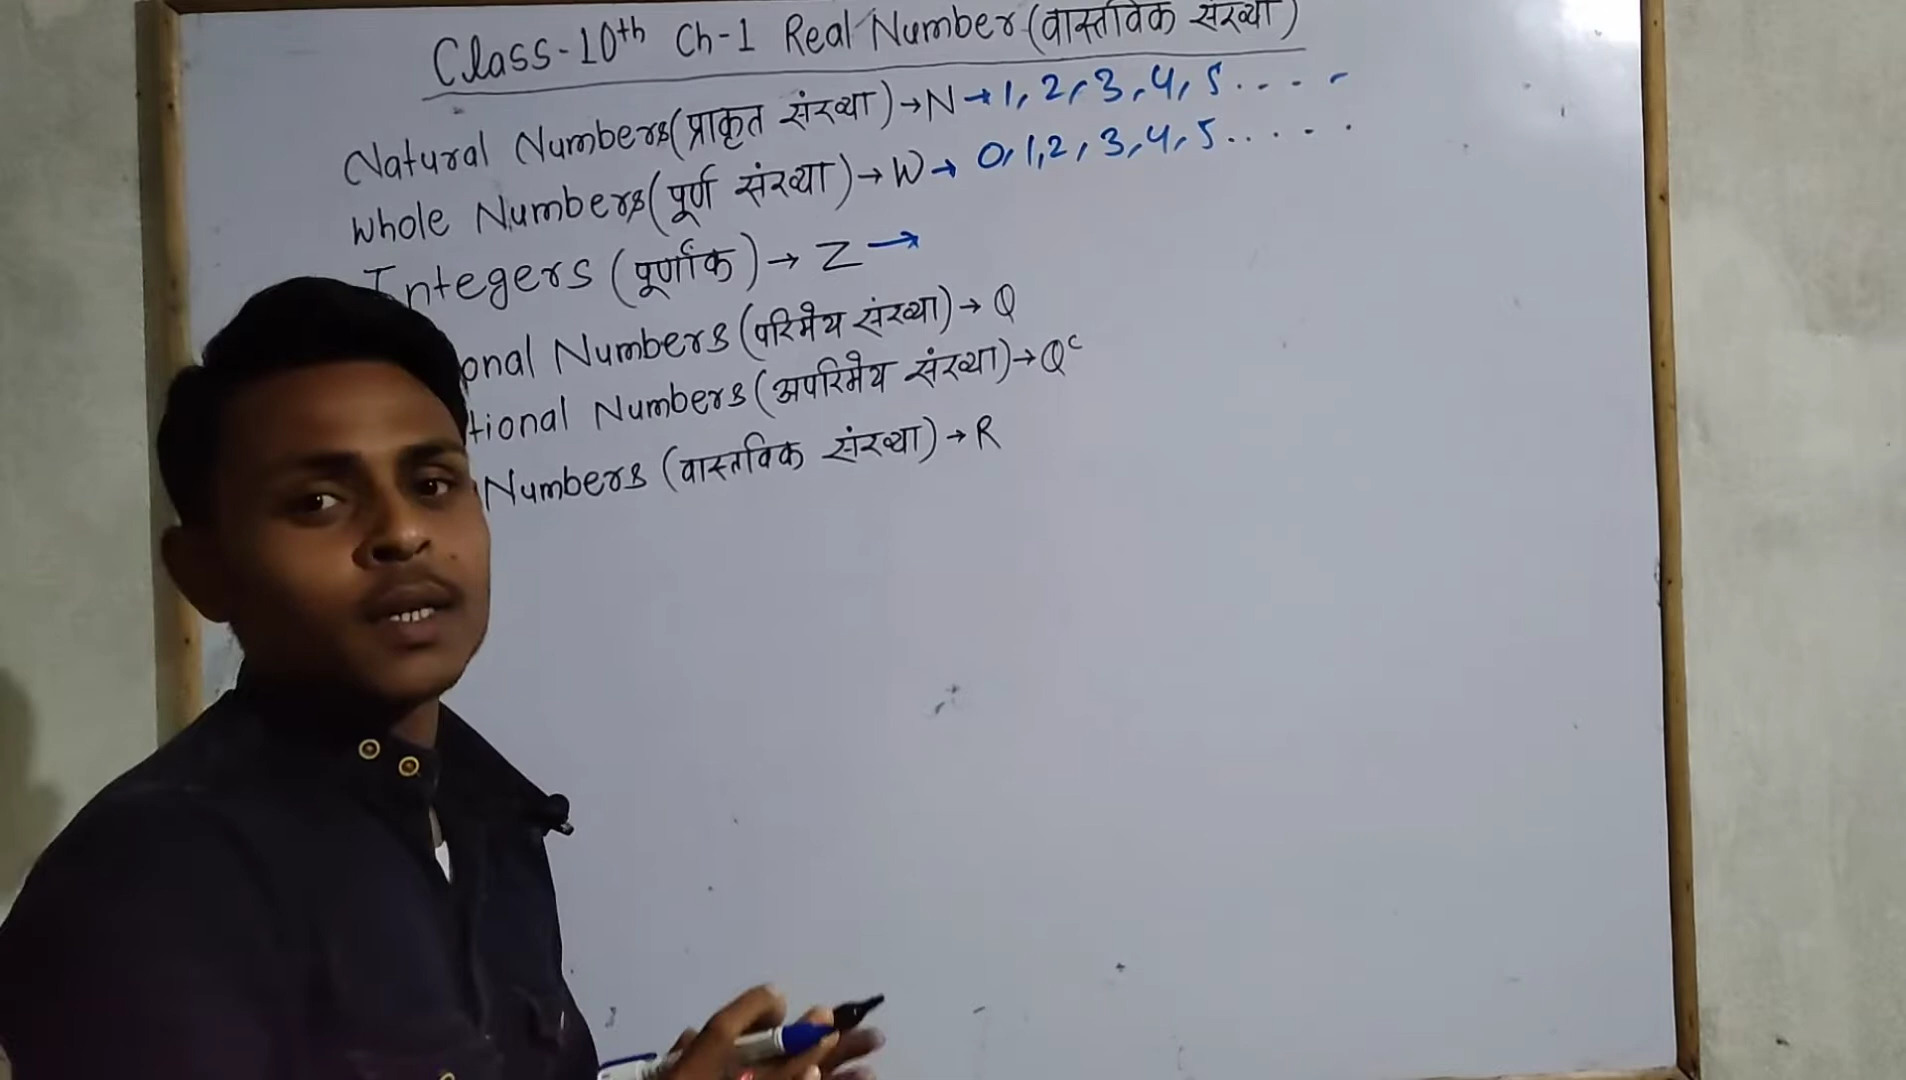 Class-10th Ch-1 Real Number (वास्तविक संख्या)
Natural Numbers (प्राकृत संख्या) → N → 1, 2, 3, 4, 5 . . . . -
Whole Numbers (पूर्ण संख्या) → W → 0, 1, 2, 3, 4, 5 . . . . .
Integers (पूर्णांक) → Z →
onal Numbers (परिमेय संख्या) → Q
tional Numbers (अपरिमेय संख्या) → Qᶜ
Numbers (वास्तविक संख्या) → R